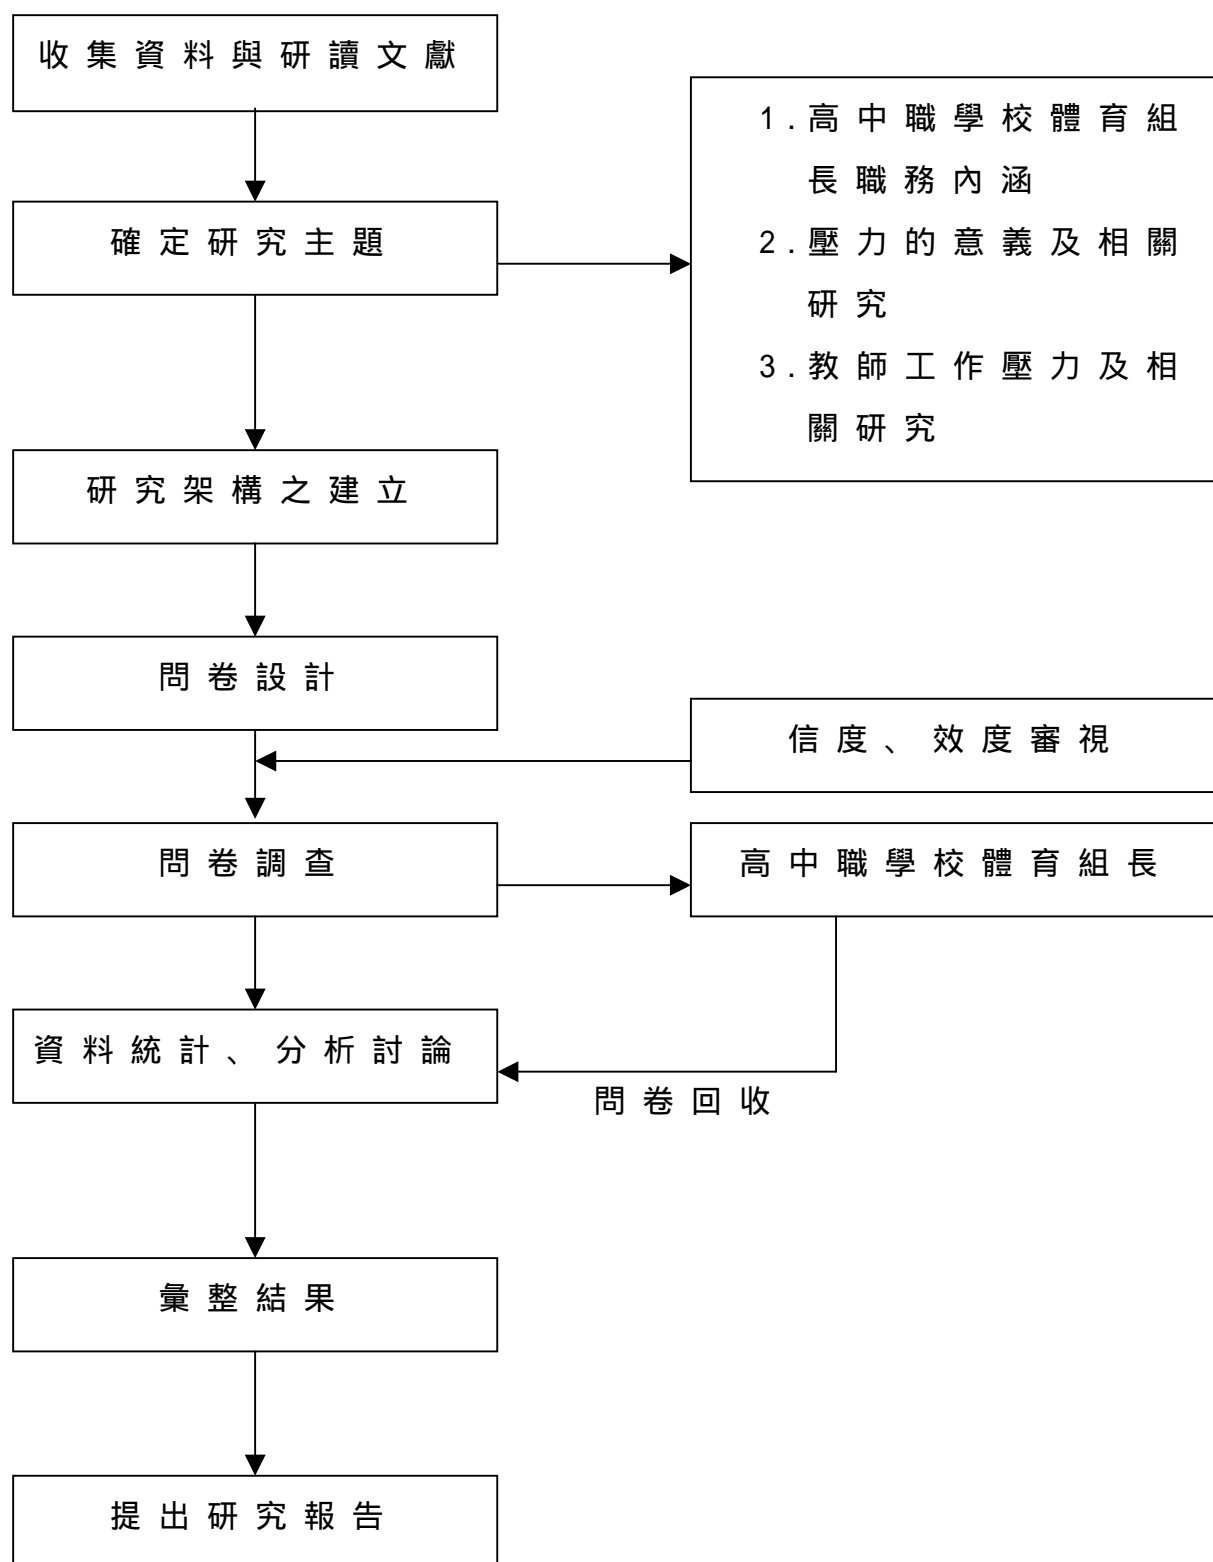 收集資料與研讀文獻
1.高中職學校體育組
長職務內涵
確定研究主題
2.壓力的意義及相關
研究
3.教師工作壓力及相
關研究
研究架構之建立
問卷設計
信度、效度審視
問卷調查
高中職學校體育組長
資料統計、分析討論
問卷回收
彙整結果
提出研究報告